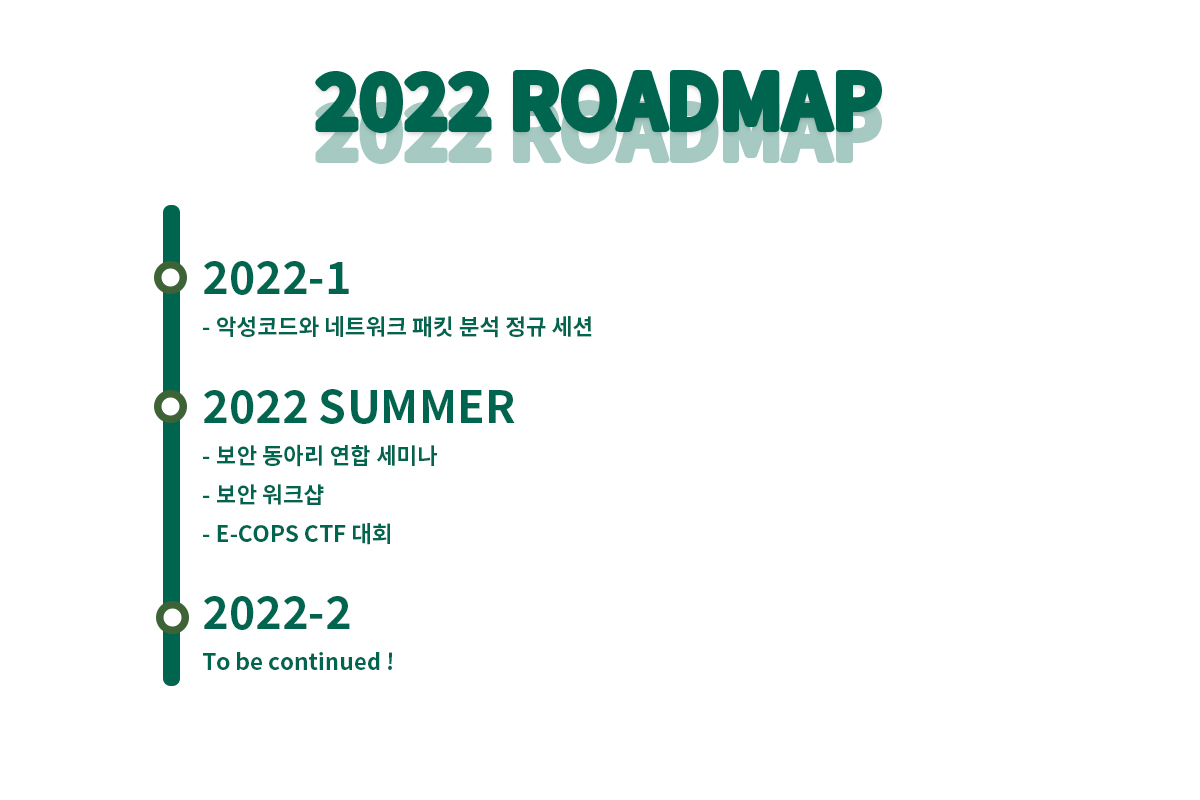 2022 ROADMAP
2022-1
- 악성코드와 네트워크 패킷 분석 정규 세션
2022 SUMMER
- 보안 동아리 연합 세미나
- 보안 워크샵
- E-COPS CTF 대회
2022-2
To be continued !